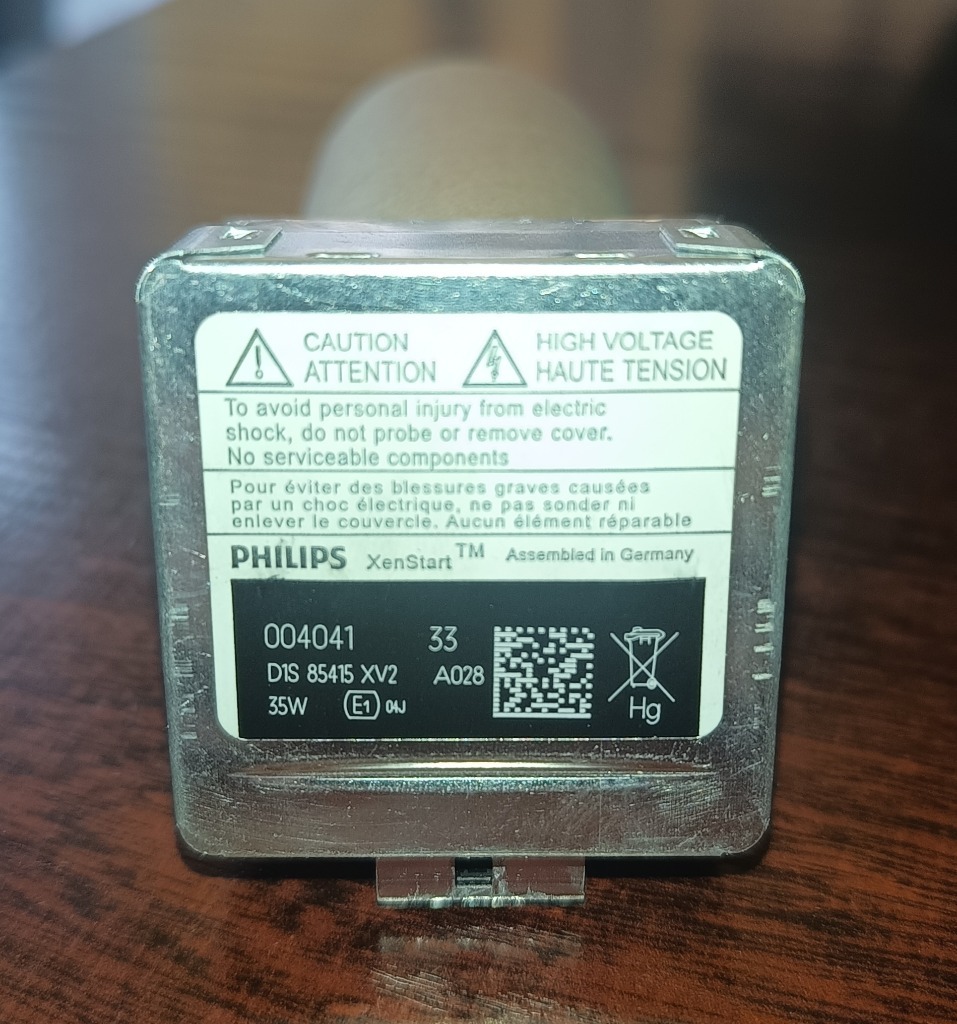 CAUTION
ATTENTION
HIGH VOLTAGE
HAUTE TENSION
To avoid personal injury from electric
shock, do not probe or remove cover.
No serviceable components
Pour éviter des blessures graves causées
par un choc électrique, ne pas sonder ni
enlever le couvercle. Aucun élément réparable
PHILIPS XenStart™ Assembled in Germany
004041 33
D1S 85415 XV2 A028
35W E1 04J
Hg